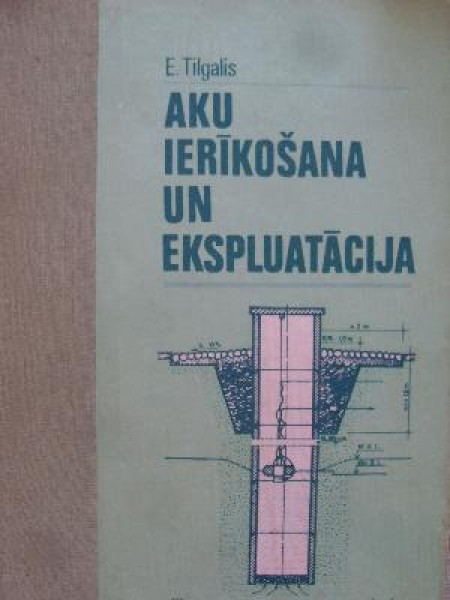 E. Tilgalis
AKU
IERĪKOŠANA
UN
EKSPLUATĀCIJA